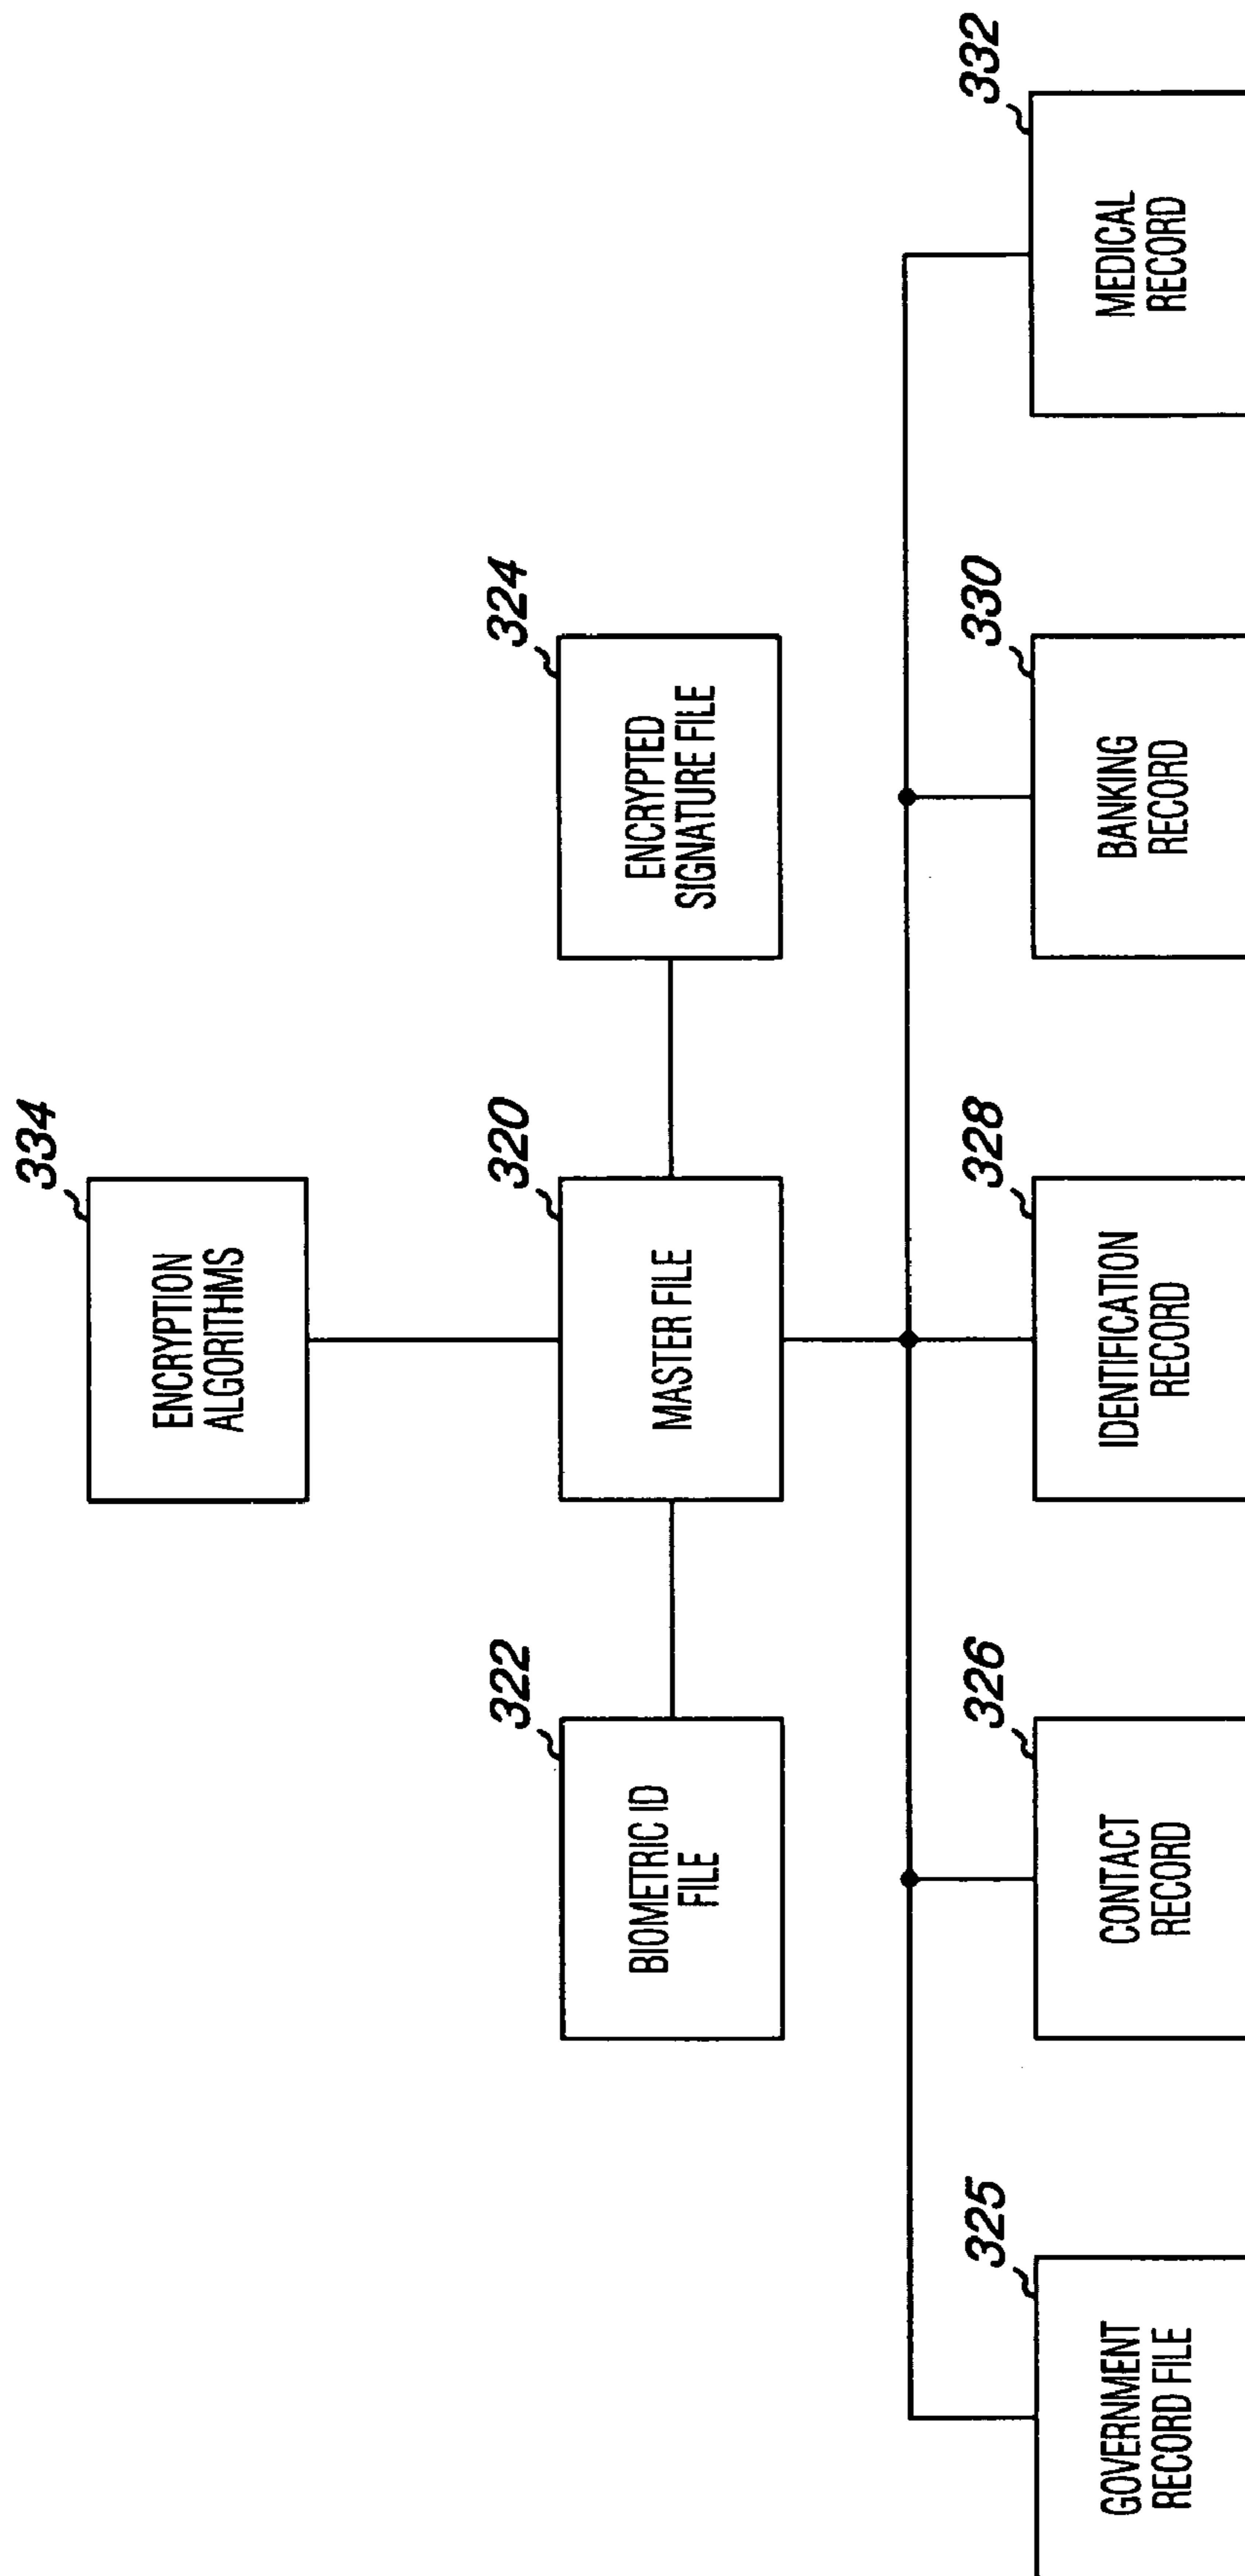 334
ENCRYPTION
ALGORITHMS
322
BIOMETRIC ID
FILE
320
MASTER FILE
324
ENCRYPTED
SIGNATURE FILE
325
GOVERNMENT
RECORD FILE
326
CONTACT
RECORD
328
IDENTIFICATION
RECORD
330
BANKING
RECORD
332
MEDICAL
RECORD